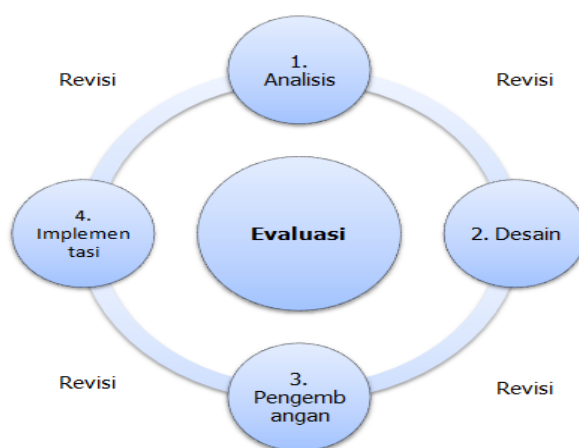 1.
Analisis
Revisi
Revisi
4.
Implemen
tasi
Evaluasi
2. Desain
3.
Pengemb
angan
Revisi
Revisi